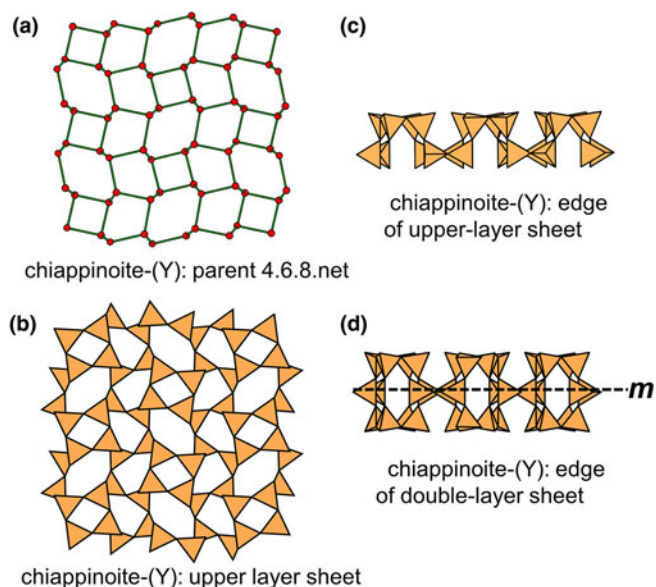 (a)
chiappinoite-(Y): parent 4.6.8.net
(b)
chiappinoite-(Y): upper layer sheet
(c)
chiappinoite-(Y): edge
of upper-layer sheet
(d)
m
chiappinoite-(Y): edge
of double-layer sheet